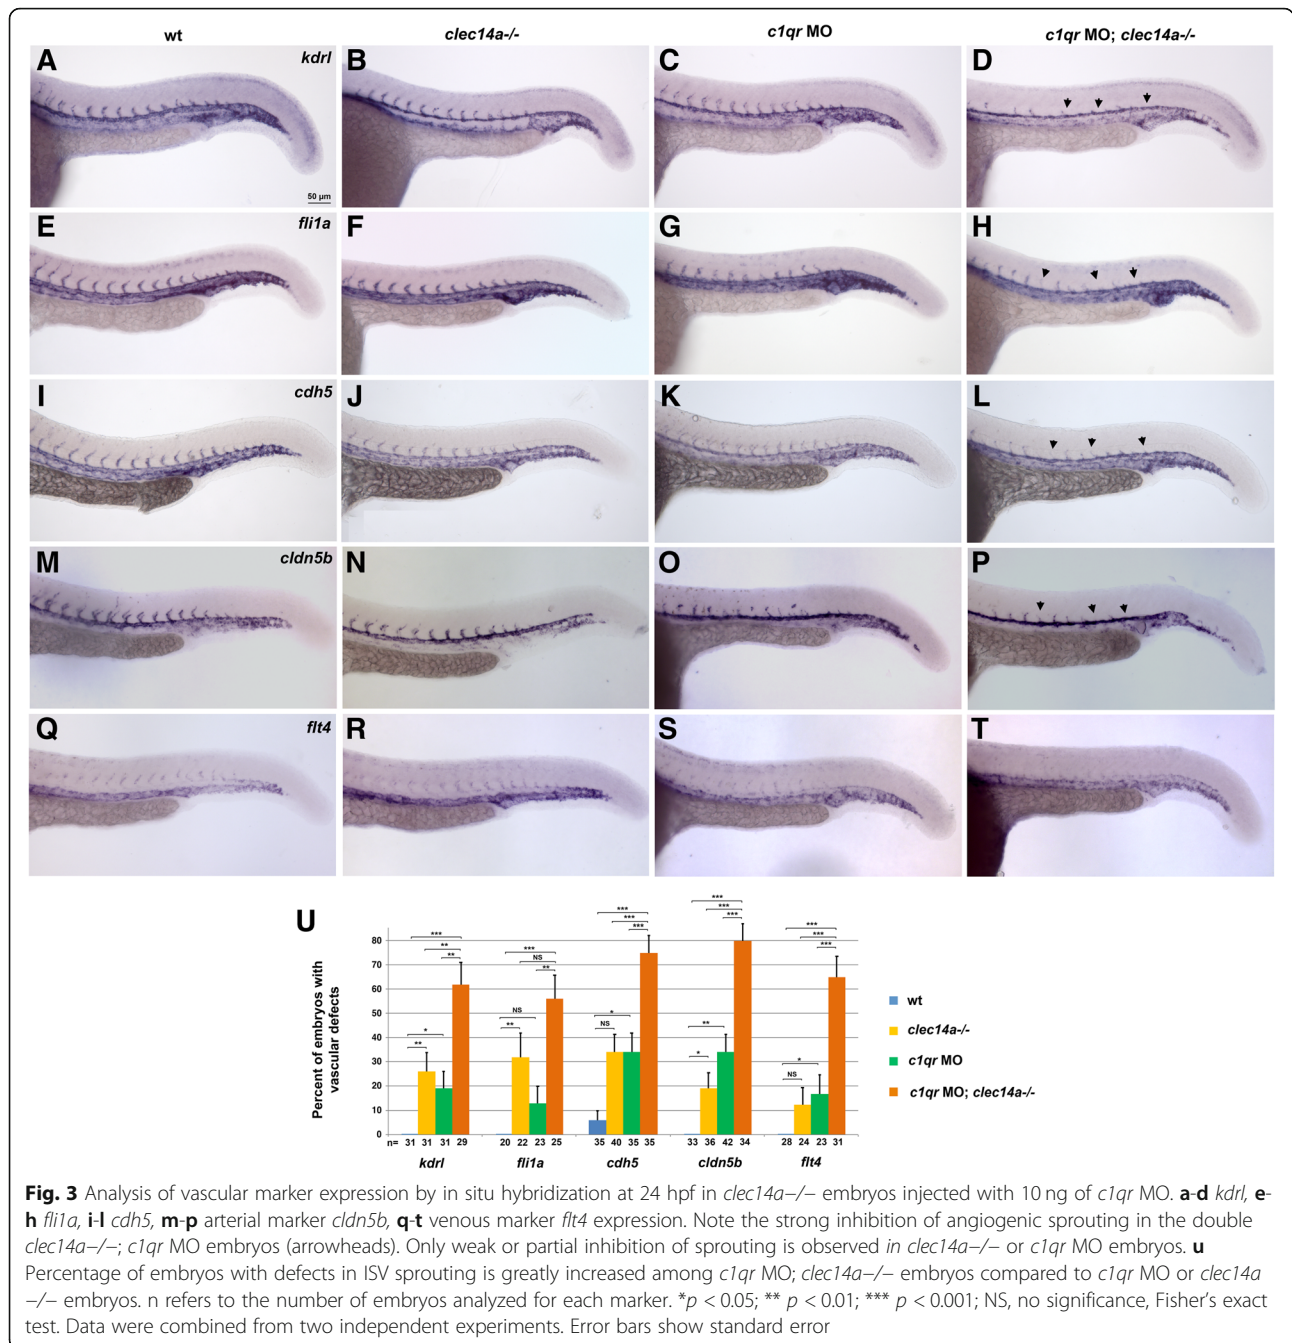 wt clec14a-/- c1qr MO c1qr MO; clec14a-/-
A kdrl B C D
50 µm
E fli1a F G H
I cdh5 J K L
M cldn5b N O P
Q flt4 R S T
U
Percent of embryos with
vascular defects
80
70
60
50
40
30
20
10
0
*** ** ** * **
*** NS ** NS **
*** *** *** * NS
*** *** *** ** *
*** *** *** * NS
n= 31 31 31 29 20 22 23 25 35 40 35 35 33 36 42 34 28 24 23 31
kdrl fli1a cdh5 cldn5b flt4
wt
clec14a-/-
c1qr MO
c1qr MO; clec14a-/-
Fig. 3 Analysis of vascular marker expression by in situ hybridization at 24 hpf in clec14a−/− embryos injected with 10 ng of c1qr MO. a-d kdrl, e-
h fli1a, i-l cdh5, m-p arterial marker cldn5b, q-t venous marker flt4 expression. Note the strong inhibition of angiogenic sprouting in the double
clec14a−/−; c1qr MO embryos (arrowheads). Only weak or partial inhibition of sprouting is observed in clec14a−/− or c1qr MO embryos. u
Percentage of embryos with defects in ISV sprouting is greatly increased among c1qr MO; clec14a−/− embryos compared to c1qr MO or clec14a
−/− embryos. n refers to the number of embryos analyzed for each marker. *p < 0.05; ** p < 0.01; *** p < 0.001; NS, no significance, Fisher's exact
test. Data were combined from two independent experiments. Error bars show standard error